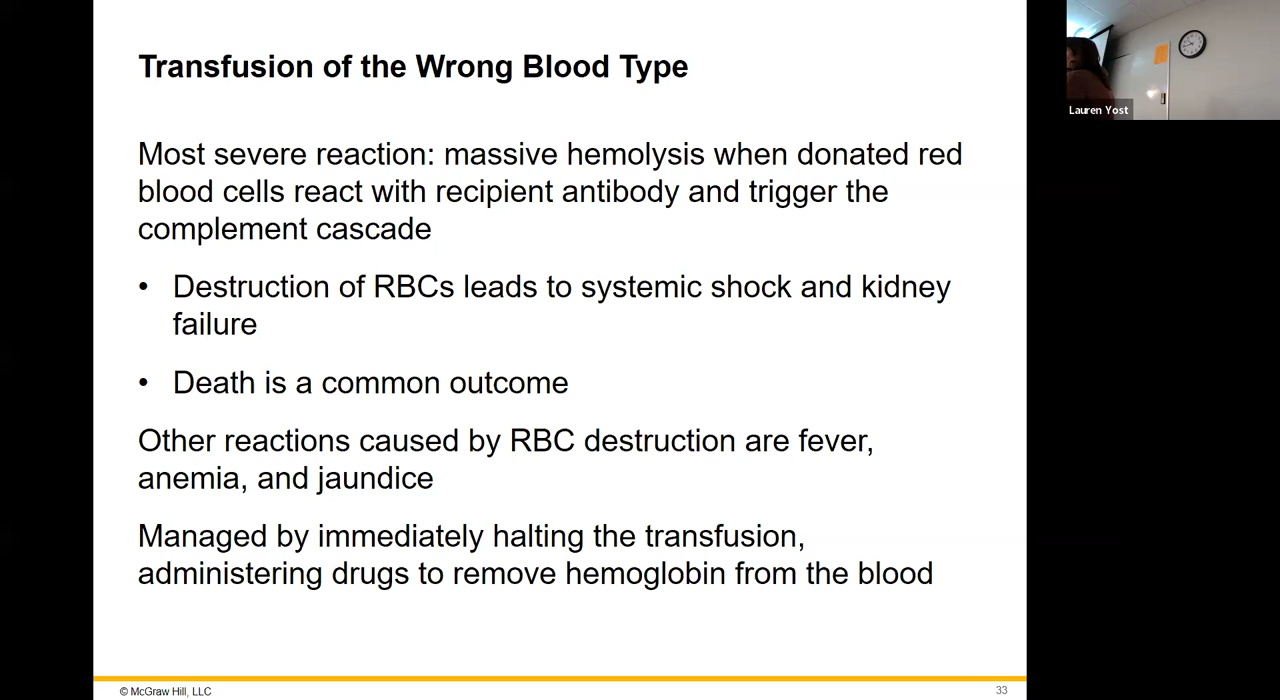 Transfusion of the Wrong Blood Type
Most severe reaction: massive hemolysis when donated red
blood cells react with recipient antibody and trigger the
complement cascade
• Destruction of RBCs leads to systemic shock and kidney
failure
• Death is a common outcome
Other reactions caused by RBC destruction are fever,
anemia, and jaundice
Managed by immediately halting the transfusion,
administering drugs to remove hemoglobin from the blood
© McGraw Hill, LLC
33
Lauren Yost